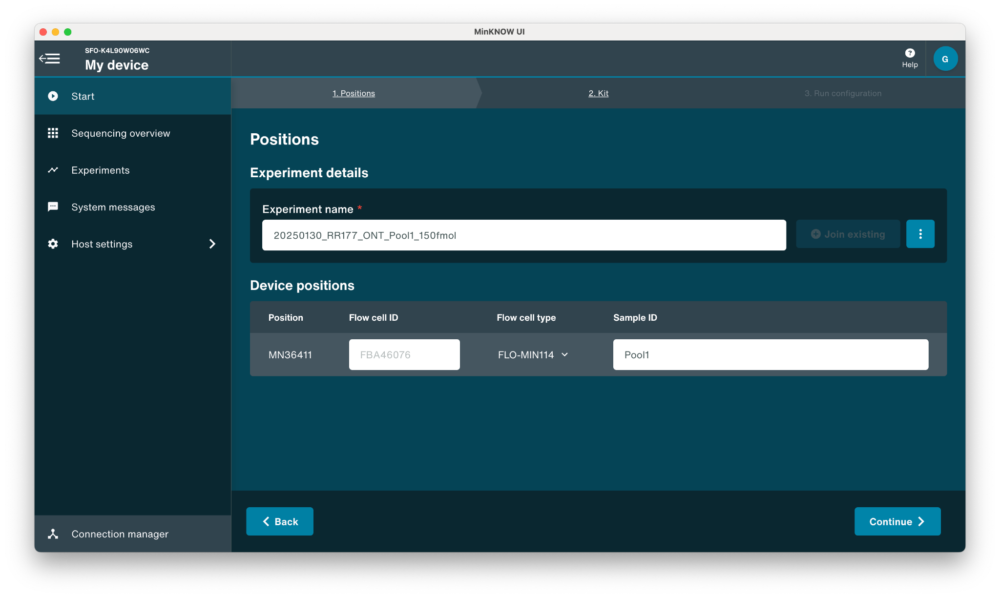 MinKNOW UI
SFO-K4L90W06WC
My device
? Help
G
Start
Sequencing overview
Experiments
System messages
Host settings
Connection manager
1. Positions
2. Kit
3. Run configuration
Positions
Experiment details
Experiment name *
20250130_RR177_ONT_Pool1_150fmol
Join existing
Device positions
Position Flow cell ID Flow cell type Sample ID
MN36411 FBA46076 FLO-MIN114 Pool1
Back
Continue